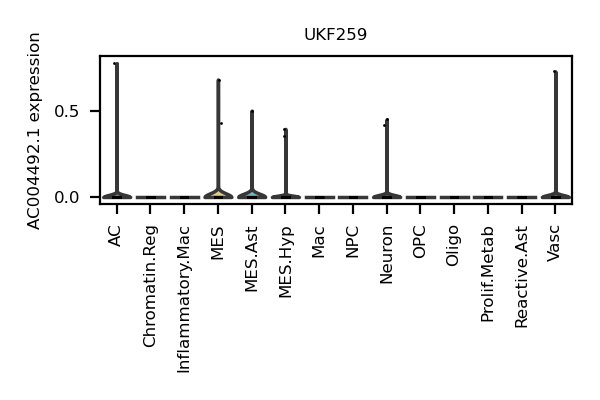 UKF259
AC004492.1 expression
0.5
0.0
AC
Chromatin.Reg
Inflammatory.Mac
MES
MES.Ast
MES.Hyp
Mac
NPC
Neuron
OPC
Oligo
Prolif.Metab
Reactive.Ast
Vasc